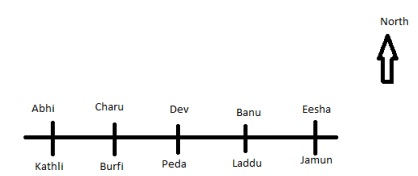 North
Abhi Charu Dev Banu Eesha
Kathli Burfi Peda Laddu Jamun